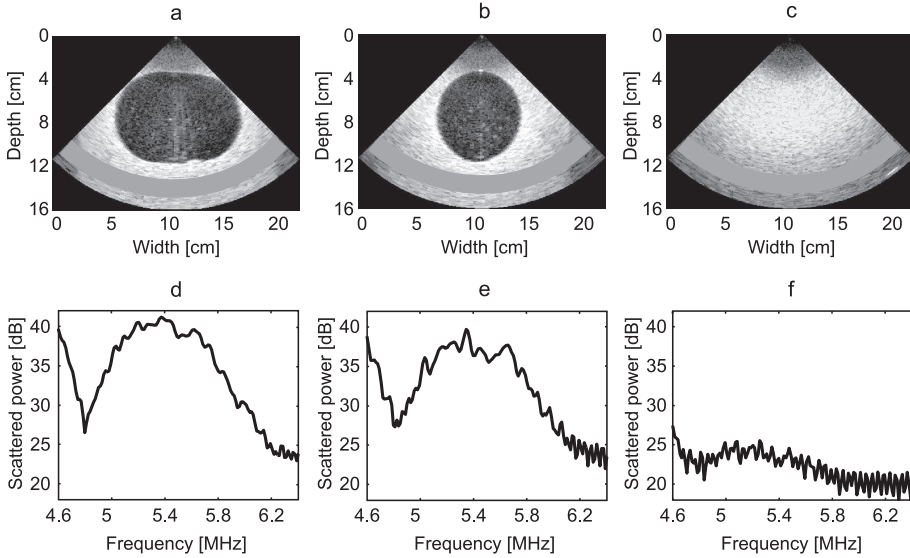 a
b
c
0
4
8
12
16
Depth [cm]
0 5 10 15 20
Width [cm]
0
4
8
12
16
Depth [cm]
0 5 10 15 20
Width [cm]
0
4
8
12
16
Depth [cm]
0 5 10 15 20
Width [cm]
d
e
f
40
35
30
25
20
Scattered power [dB]
4.6 5 5.4 5.8 6.2
Frequency [MHz]
40
35
30
25
20
Scattered power [dB]
4.6 5 5.4 5.8 6.2
Frequency [MHz]
40
35
30
25
20
Scattered power [dB]
4.6 5 5.4 5.8 6.2
Frequency [MHz]